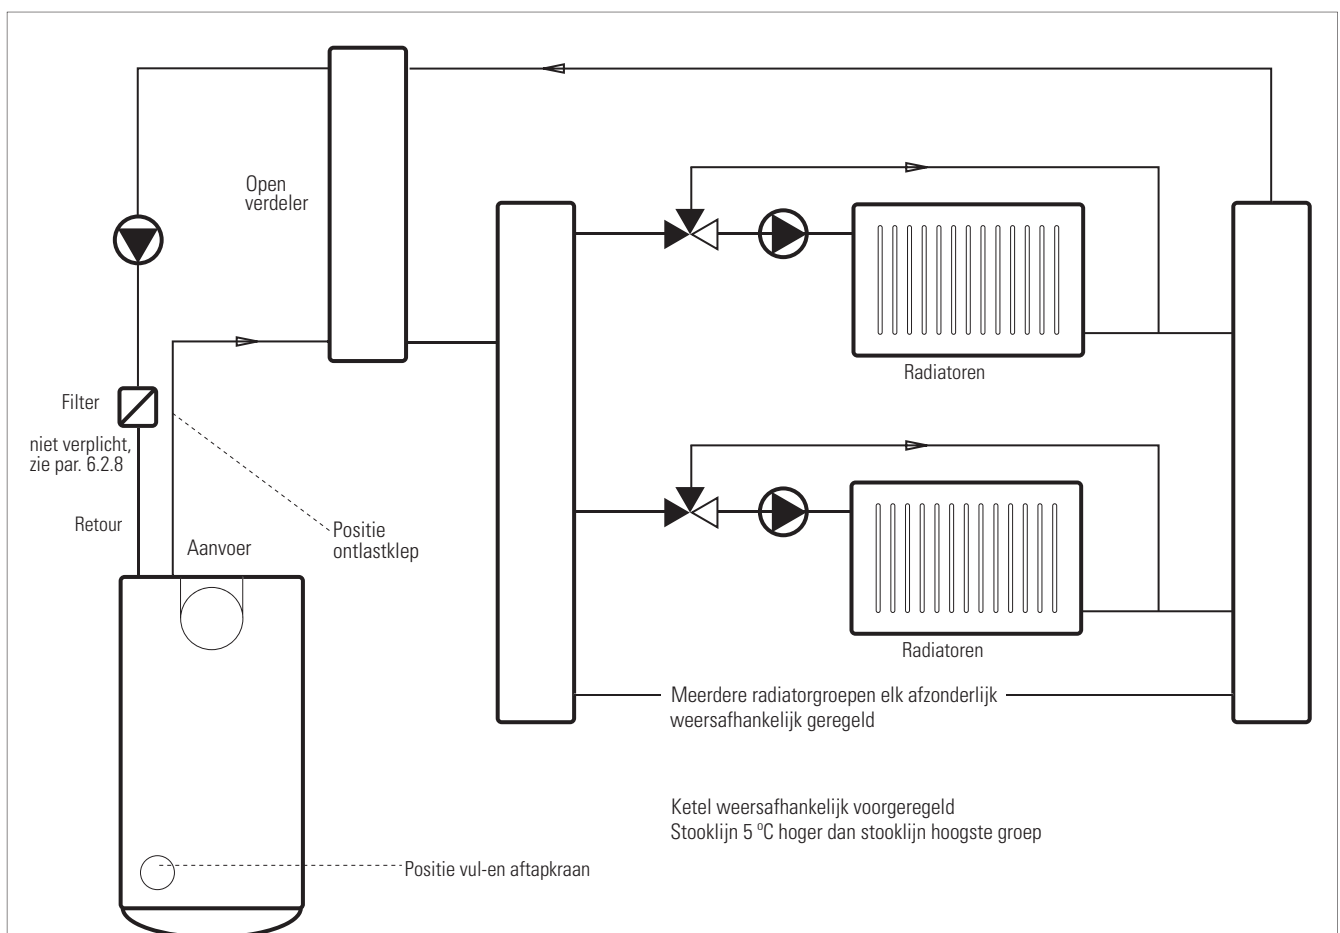 Open
verdeler
Radiatoren
Filter
niet verplicht,
zie par. 6.2.8
Retour
Aanvoer
Positie
ontlastklep
Radiatoren
Meerdere radiatorgroepen elk afzonderlijk
weersafhankelijk geregeld
Ketel weersafhankelijk voorgeregeld
Stooklijn 5 ºC hoger dan stooklijn hoogste groep
Positie vul-en aftapkraan